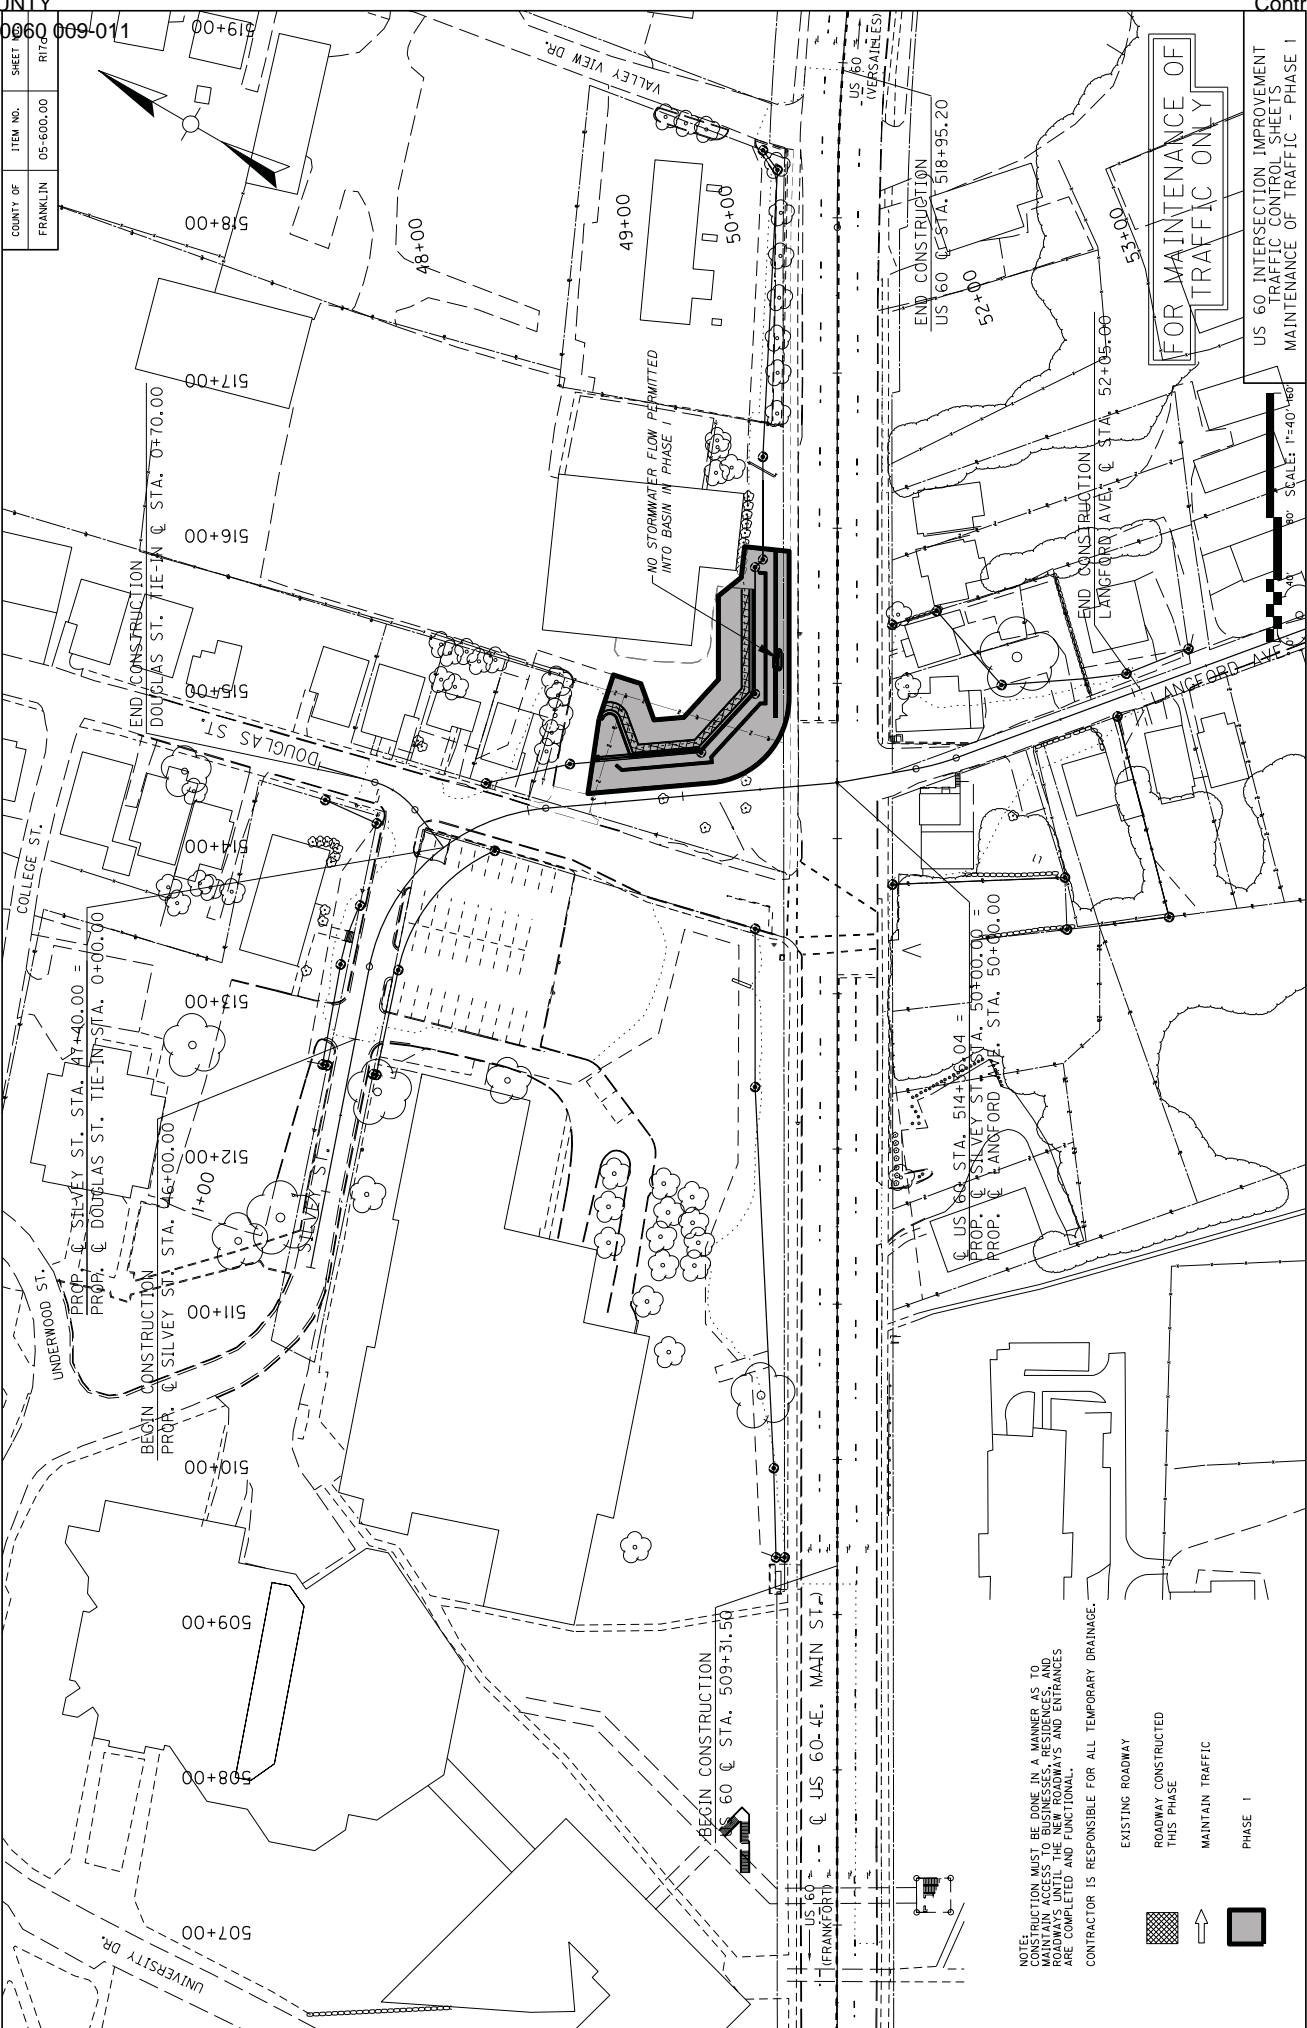 UNTY
Contr
0060 009-011
COUNTY OF
ITEM NO.
FRANKLIN
05-600.00
519+00
518+00
517+00
516+00
515+00
514+00
513+00
512+00
511+00
510+00
509+00
508+00
507+00
48+00
49+00
50+00
52+00
53+00
1+00
VALLEY VIEW DR.
US 60
(VERSAILLES)
END CONSTRUCTION
US 60 ℄ STA. 518+95.20
FOR MAINTENANCE OF
TRAFFIC ONLY
US 60 INTERSECTION IMPROVEMENT
TRAFFIC CONTROL SHEETS
MAINTENANCE OF TRAFFIC - PHASE 1
SCALE: 1"=40'
40'
80'
160'
NO STORMWATER FLOW PERMITTED
INTO BASIN IN PHASE 1
END CONSTRUCTION
DOUGLAS ST. TIE-IN ℄ STA. 0+70.00
END CONSTRUCTION
LANGFORD AVE. ℄ STA. 52+05.00
DOUGLAS ST.
LANGFORD AVE.
COLLEGE ST.
PROP. ℄ SILVEY ST. STA. 47+40.00 =
PROP. ℄ DOUGLAS ST. TIE-IN STA. 0+00.00
BEGIN CONSTRUCTION
PROP. ℄ SILVEY ST. STA. 46+00.00
SILVEY ST.
UNDERWOOD ST.
PROP. ℄ SILVEY ST. STA. 50+00.00 =
PROP. ℄ LANGFORD AVE. STA. 50+00.00
BEGIN CONSTRUCTION
US 60 ℄ STA. 509+31.50
℄ US 60 (E. MAIN ST.)
US 60
(FRANKFORT)
UNIVERSITY DR.
NOTE:
CONSTRUCTION MUST BE DONE IN A MANNER AS TO
MAINTAIN ACCESS TO BUSINESSES, RESIDENCES, AND
ROADWAYS UNTIL THE NEW ROADWAYS AND ENTRANCES
ARE COMPLETED AND FUNCTIONAL.
CONTRACTOR IS RESPONSIBLE FOR ALL TEMPORARY DRAINAGE.
EXISTING ROADWAY
ROADWAY CONSTRUCTED
THIS PHASE
MAINTAIN TRAFFIC
PHASE 1